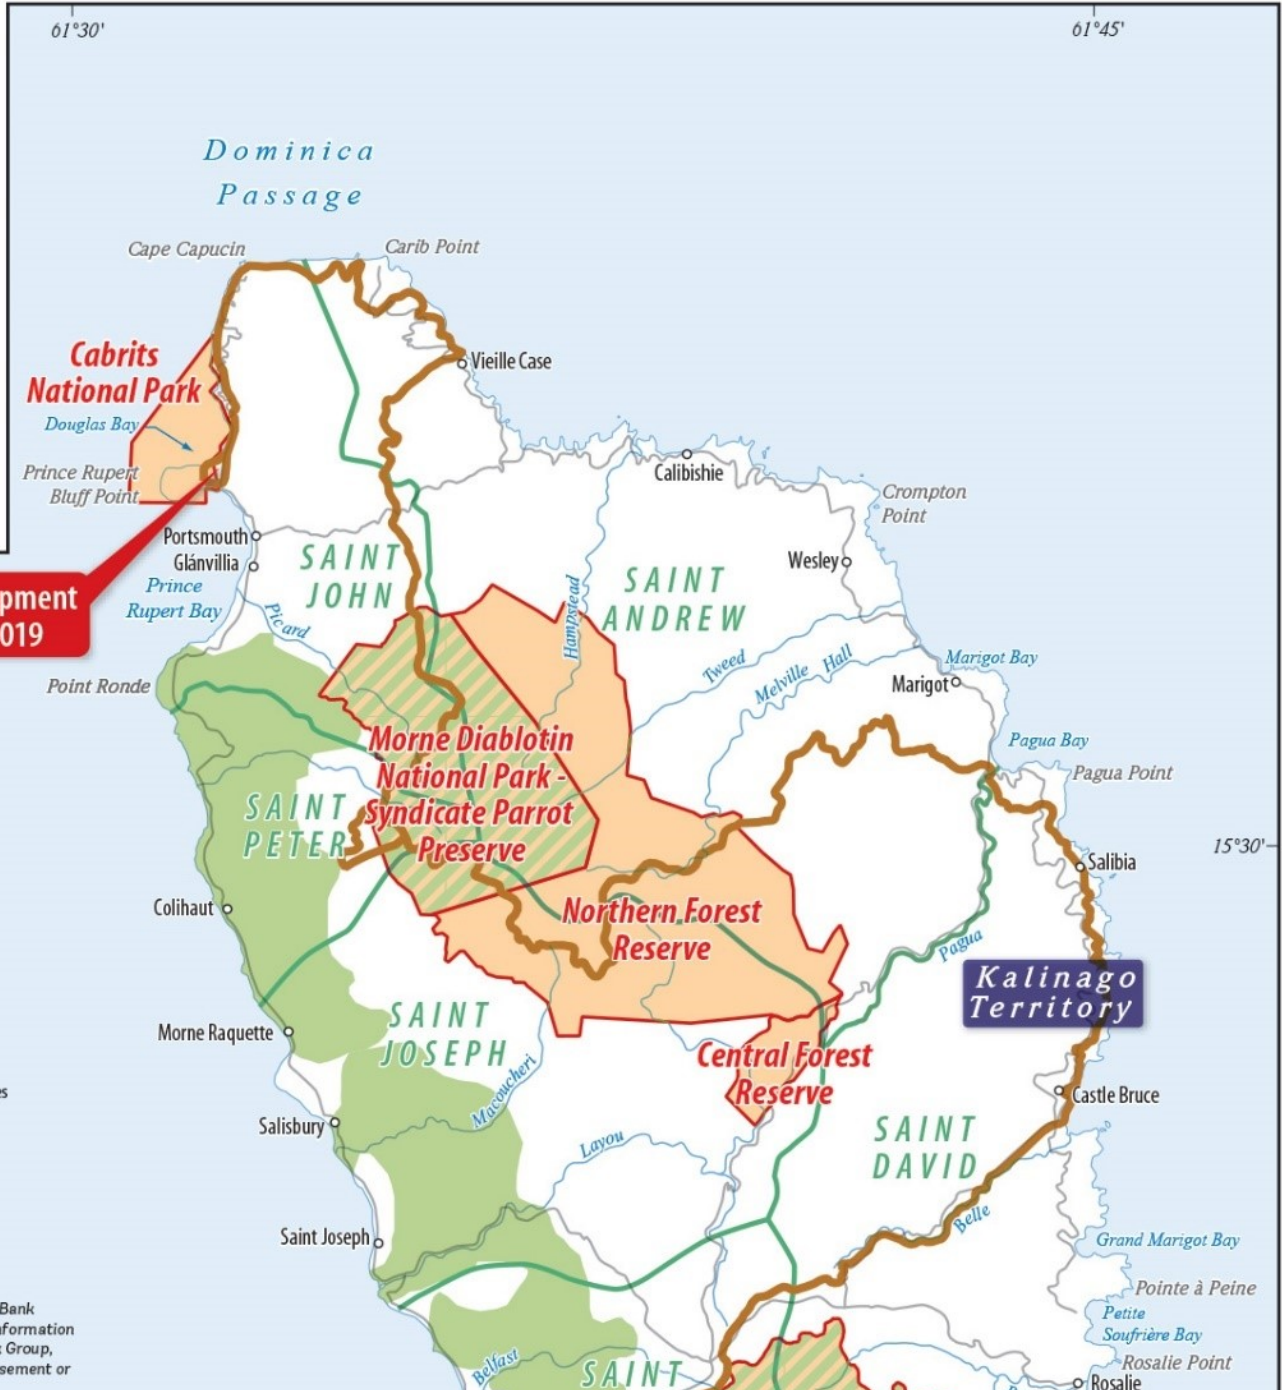 61°30'
61°45'
Dominica
Passage
Cape Capucin
Carib Point
Cabrits
National Park
Vieille Case
Douglas Bay
Prince Rupert
Bluff Point
Calibishie
Crompton
Point
Portsmouth
Glánvillia
SAINT
JOHN
Wesley
Prince
Rupert Bay
Picard
Hampstead
SAINT
ANDREW
pment
019
Tweed
Melville Hall
Marigot Bay
Point Ronde
Marigot
Morne Diablotin
National Park -
Syndicate Parrot
Preserve
Pagua Bay
Pagua Point
SAINT
PETER
15°30'
Salibia
Colihaut
Northern Forest
Reserve
Pagua
Kalinago
Territory
SAINT
JOSEPH
Morne Raquette
Central Forest
Reserve
Macoucheri
Castle Bruce
Salisbury
Layou
SAINT
DAVID
Belle
Saint Joseph
Grand Marigot Bay
Pointe à Peine
Petite
Soufrière Bay
Bank
formation
Group,
sement or
Belfast
SAINT
Rosalie Point
Rosalie